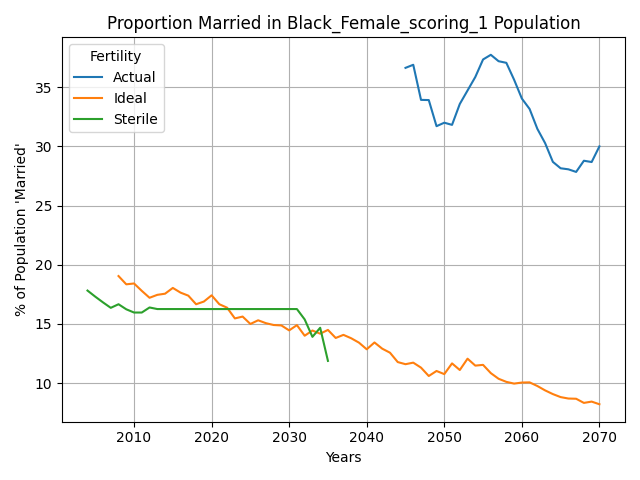 Proportion Married in Black_Female_scoring_1 Population
Fertility
Actual
Ideal
Sterile
% of Population 'Married'
35
30
25
20
15
10
2010 2020 2030 2040 2050 2060 2070
Years